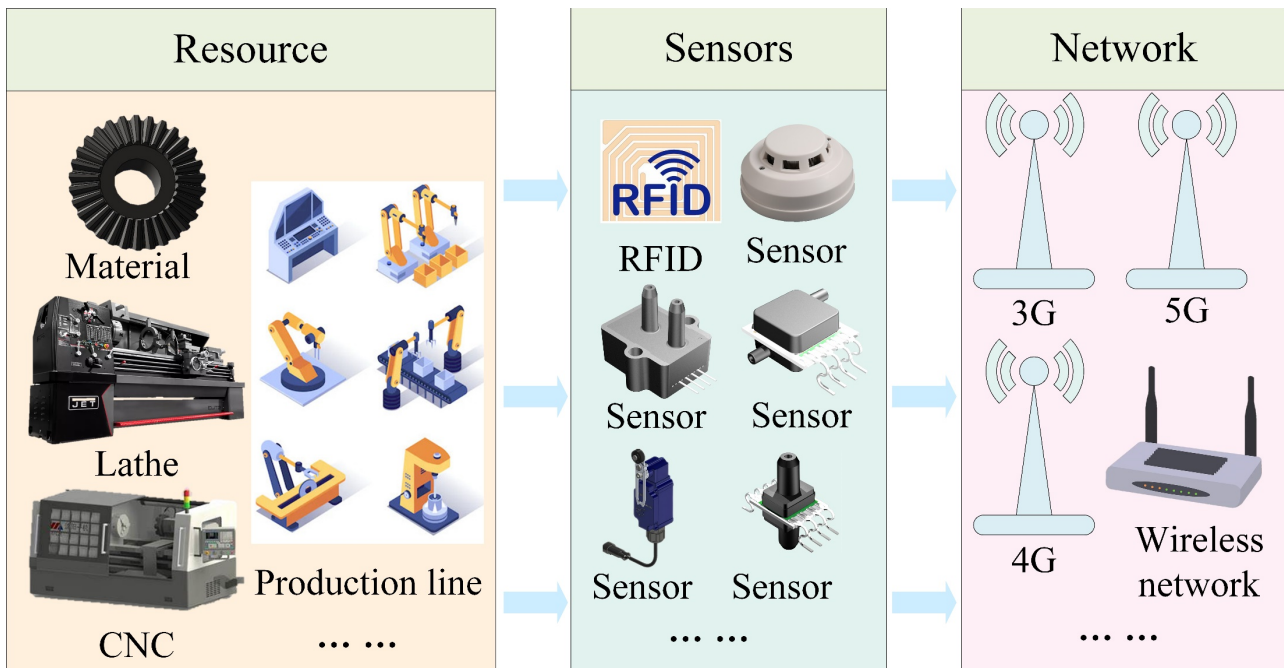 Resource
Material
JET
Lathe
CNC
Production line
... ...
Sensors
RFID
RFID
Sensor
Sensor
Sensor
Sensor
Sensor
... ...
Network
3G
5G
4G
Wireless
network
... ...